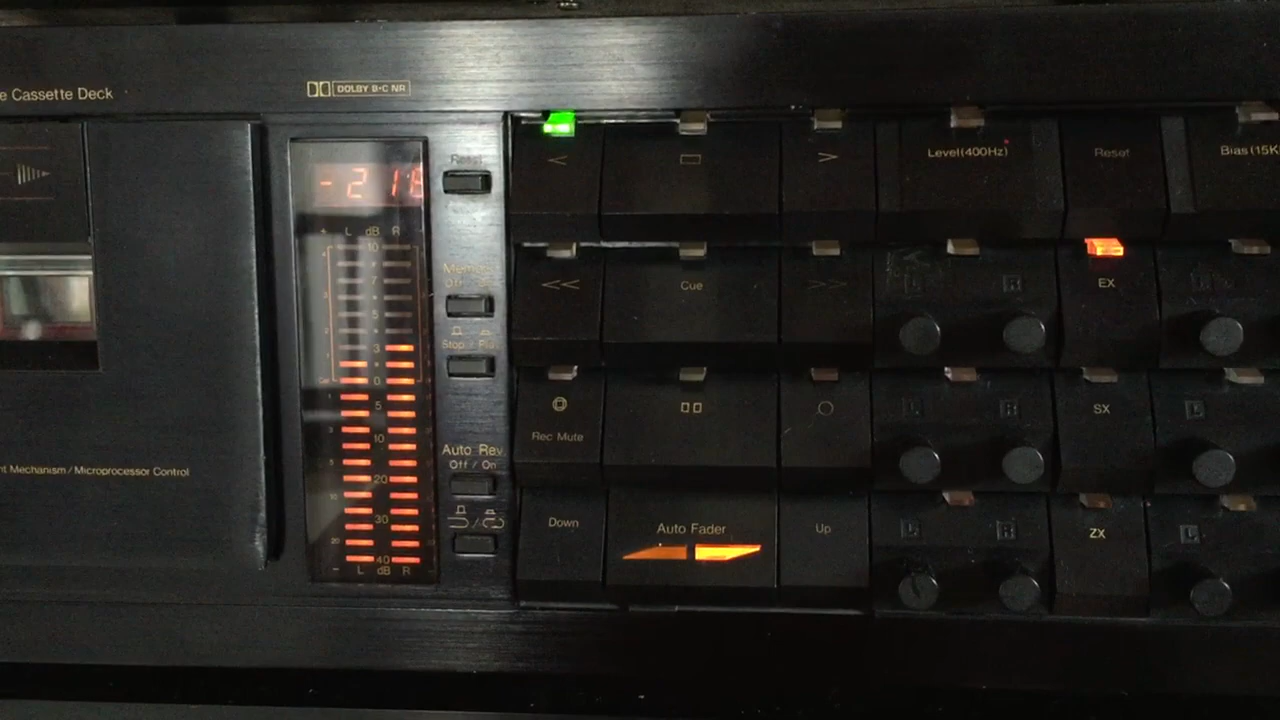 e Cassette Deck
DOLBY B·C NR
Reset
<
>
Level(400Hz)
Reset
Bias(15K
+ L dB R
10
7
5
3
0
5
10
20
30
40
- L dB R
Off
Stop / Play
Auto Rev.
Off / On
<<
Cue
>>
L R
EX
Rec Mute
L R
SX
L
nt Mechanism/Microprocessor Control
Down
Auto Fader
Up
L R
ZX
L